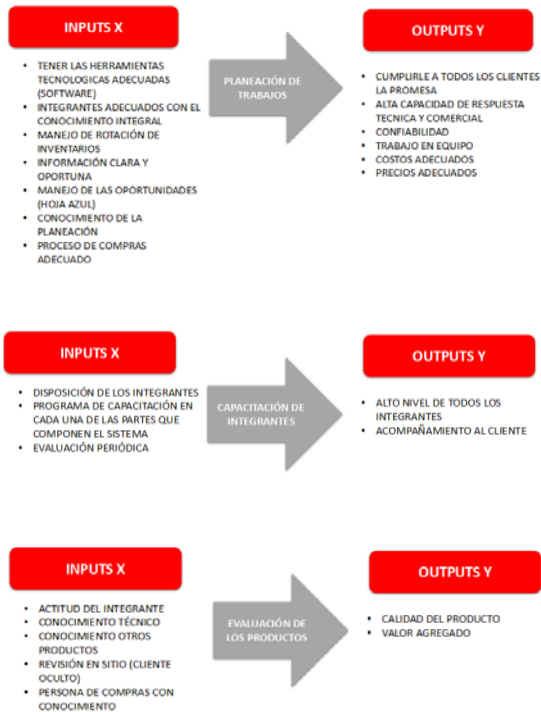 INPUTS X
• TENER LAS HERRAMIENTAS
TECNOLOGICAS ADECUADAS
(SOFTWARE)
• INTEGRANTES ADECUADOS CON EL
CONOCIMIENTO INTEGRAL
• MANEJO DE ROTACIÓN DE
INVENTARIOS
• INFORMACIÓN CLARA Y
OPORTUNA
• MANEJO DE LAS OPORTUNIDADES
(HOJA AZUL)
• CONOCIMIENTO DE LA
PLANEACIÓN
• PROCESO DE COMPRAS
ADECUADO
PLANEACIÓN DE
TRABAJOS
OUTPUTS Y
• CUMPLIRLE A TODOS LOS CLIENTES
LA PROMESA
• ALTA CAPACIDAD DE RESPUESTA
TECNICA Y COMERCIAL
• CONFIABILIDAD
• TRABAJO EN EQUIPO
• COSTOS ADECUADOS
• PRECIOS ADECUADOS
INPUTS X
• DISPOSICIÓN DE LOS INTEGRANTES
• PROGRAMA DE CAPACITACIÓN EN
CADA UNA DE LAS PARTES QUE
COMPONEN EL SISTEMA
• EVALUACIÓN PERIÓDICA
CAPACITACIÓN DE
INTEGRANTES
OUTPUTS Y
• ALTO NIVEL DE TODOS LOS
INTEGRANTES
• ACOMPAÑAMIENTO AL CLIENTE
INPUTS X
• ACTITUD DEL INTEGRANTE
• CONOCIMIENTO TÉCNICO
• CONOCIMIENTO OTROS
PRODUCTOS
• REVISIÓN EN SITIO (CLIENTE
OCULTO)
• PERSONA DE COMPRAS CON
CONOCIMIENTO
EVALUACIÓN DE
LOS PRODUCTOS
OUTPUTS Y
• CALIDAD DEL PRODUCTO
• VALOR AGREGADO